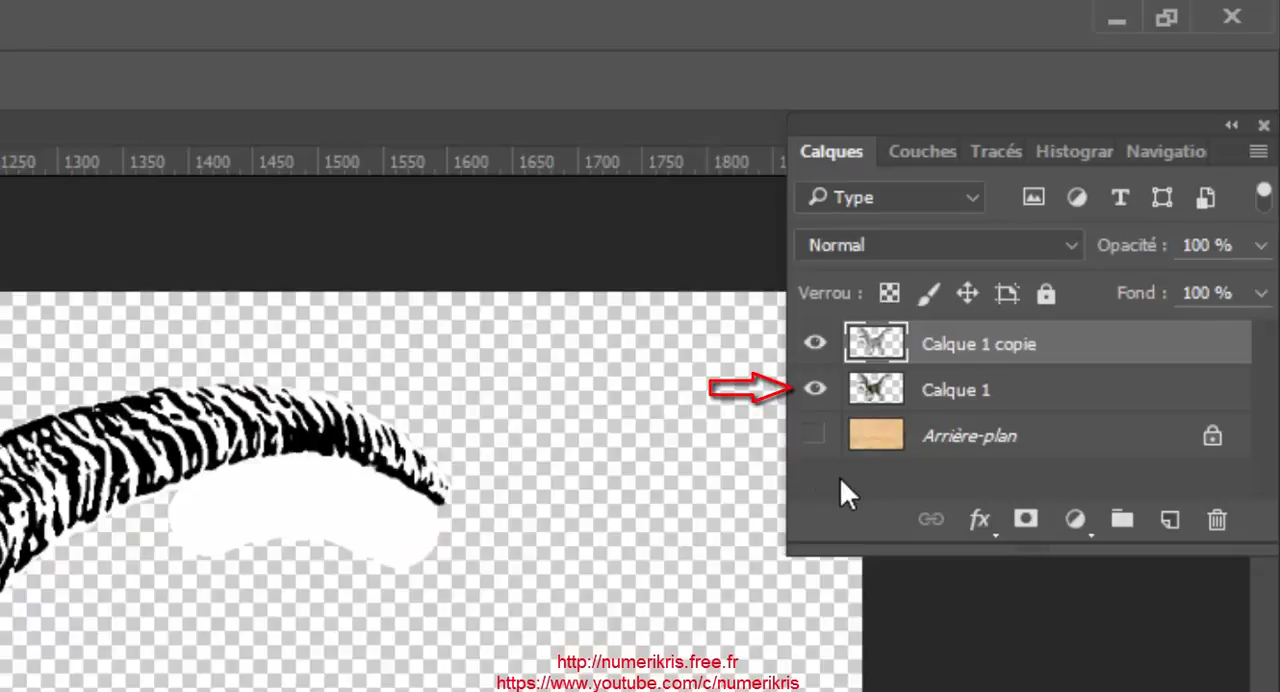 1250 1300 1350 1400 1450 1500 1550 1600 1650 1700 1750 1800
Calques Couches Tracés Histograr Navigatio
Type T
Normal Opacité : 100 %
Verrou : Fond : 100 %
Calque 1 copie
Calque 1
Arrière-plan
fx
http://numerikris.free.fr
https://www.youtube.com/c/numerikris